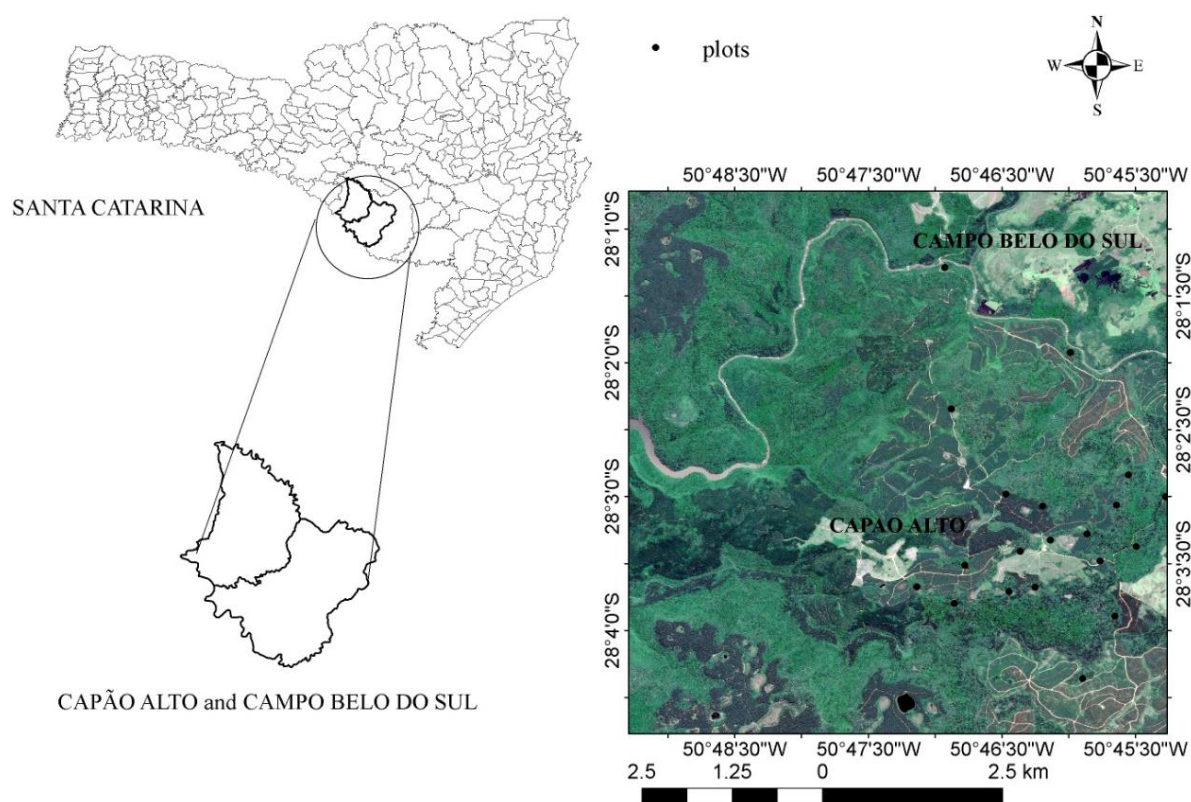 plots
N
W E
S
SANTA CATARINA
CAPÃO ALTO and CAMPO BELO DO SUL
50°48'30"W 50°47'30"W 50°46'30"W 50°45'30"W
28°1'0"S
28°1'30"S
28°2'0"S
28°2'30"S
28°3'0"S
28°3'30"S
28°4'0"S
CAMPO BELO DO SUL
CAPAO ALTO
50°48'30"W 50°47'30"W 50°46'30"W 50°45'30"W
2.5 1.25 0 2.5 km